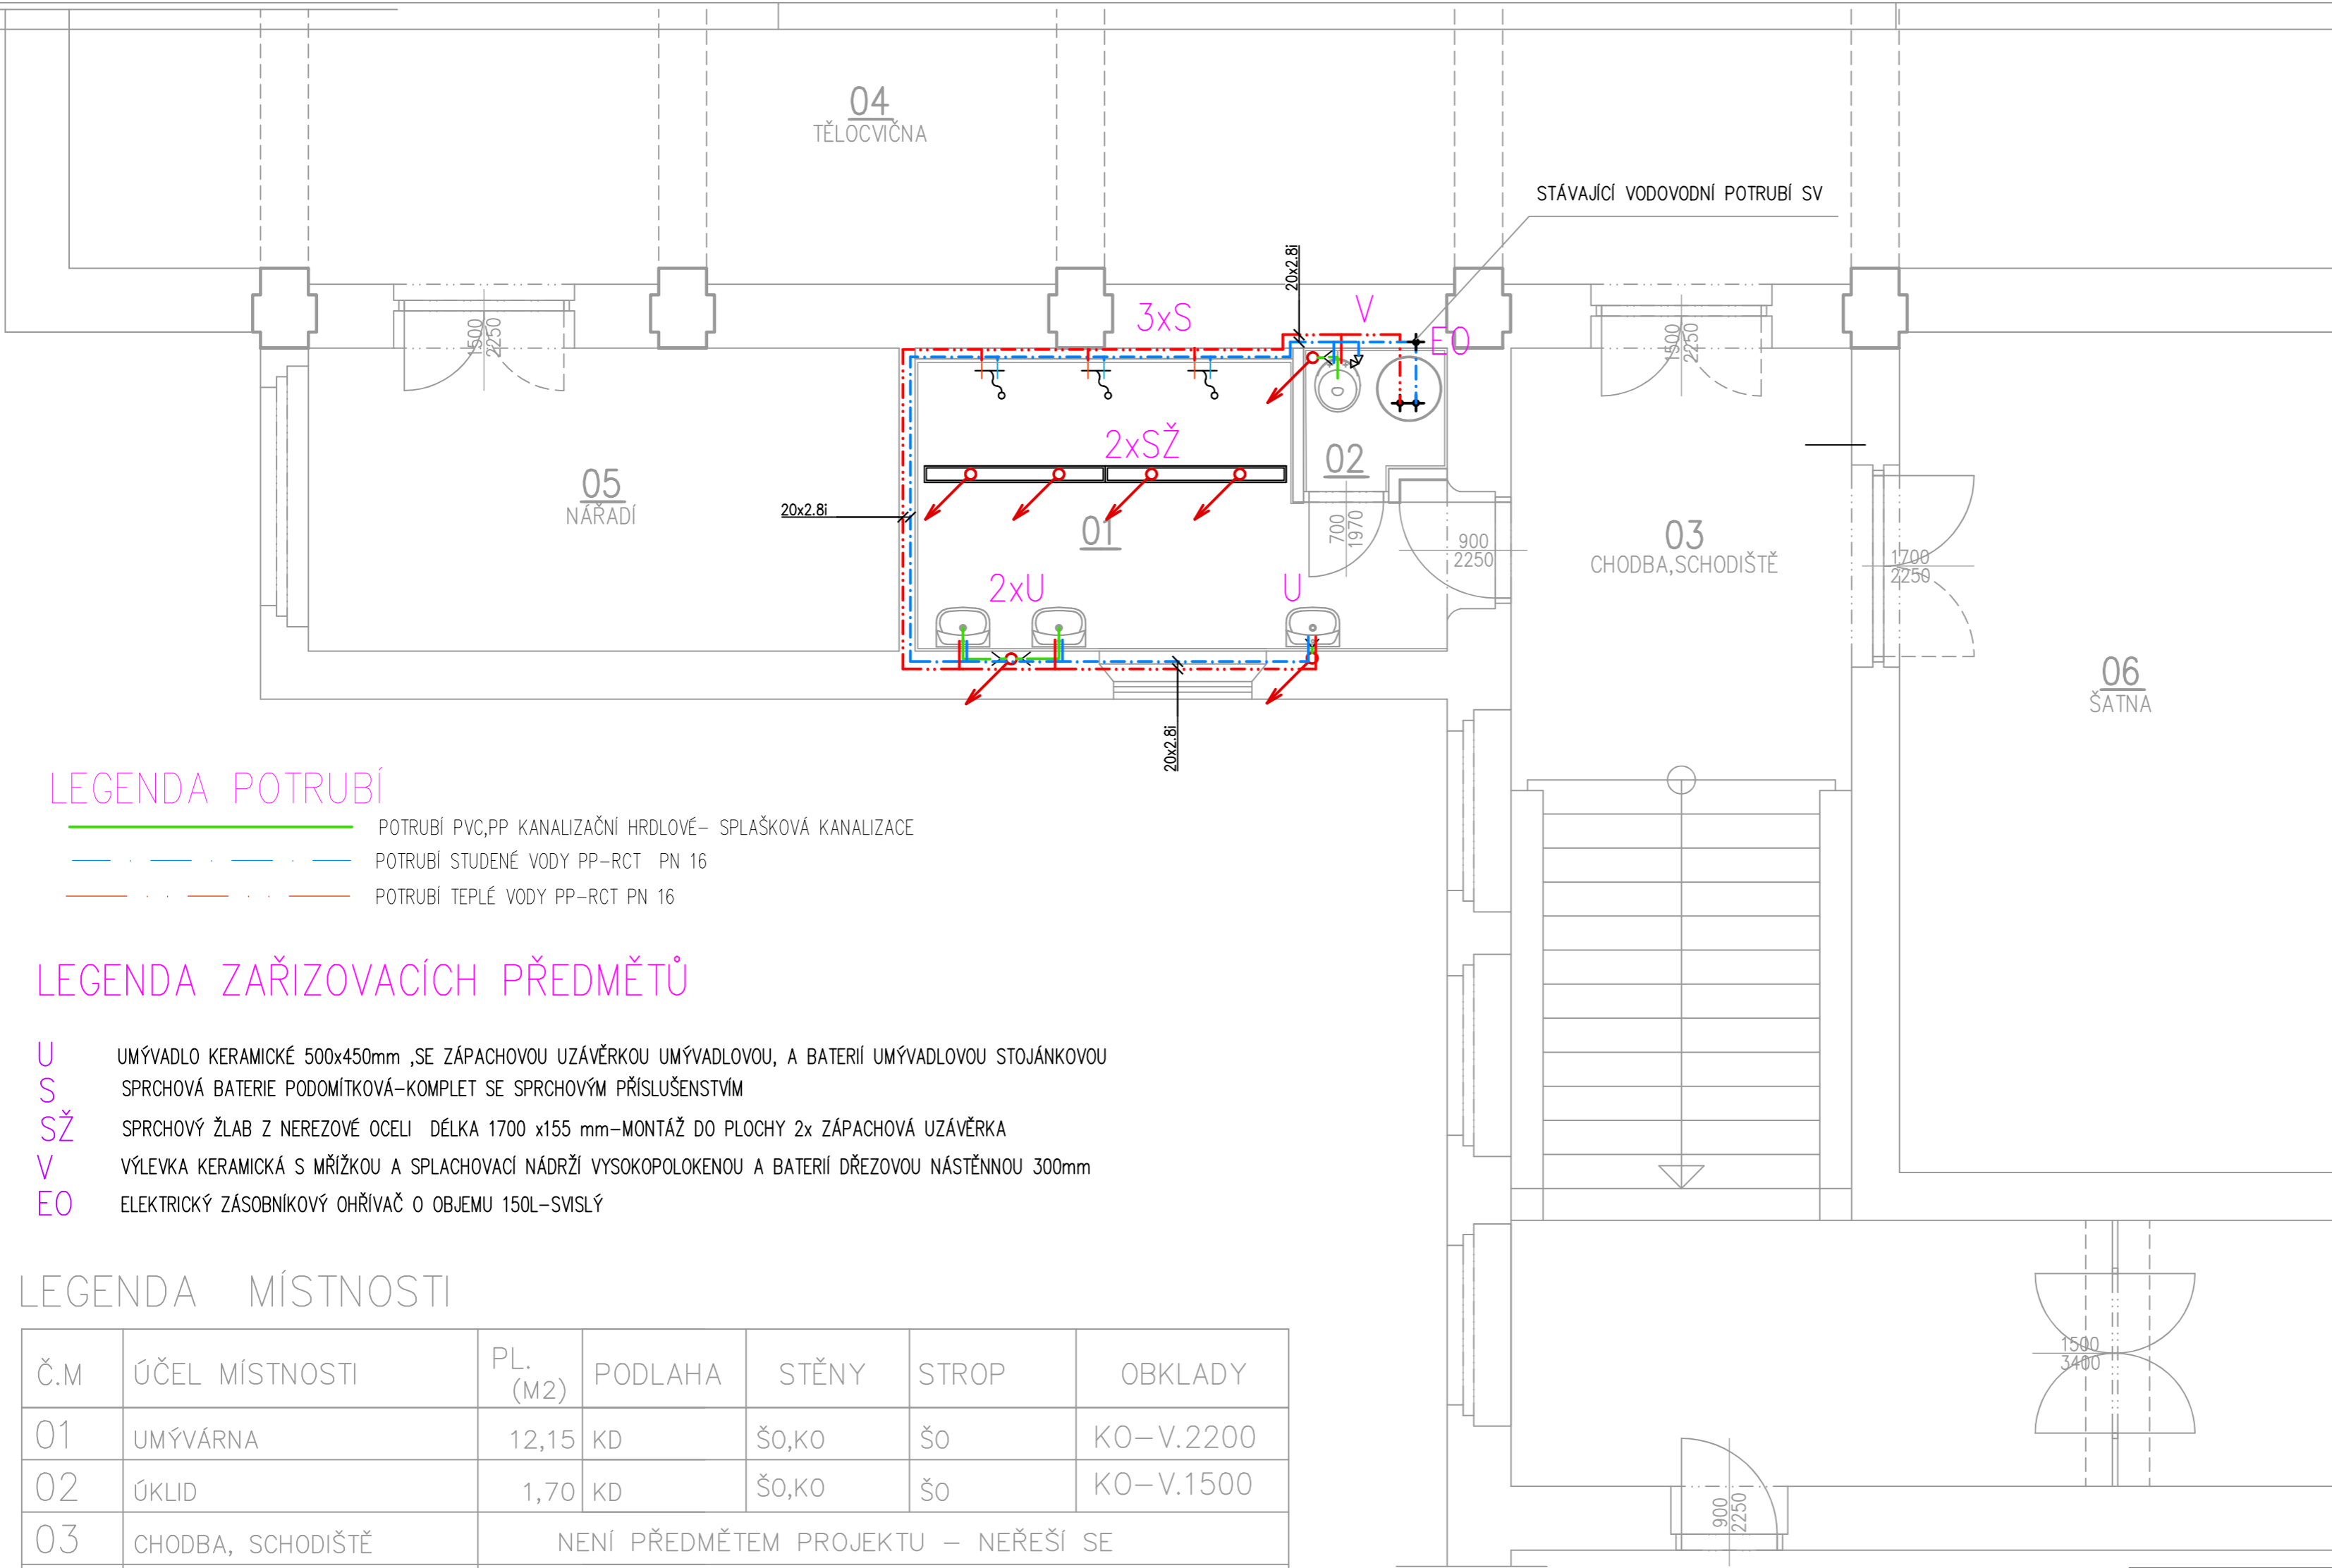 04
TĚLOCVIČNA
STÁVAJÍCÍ VODOVODNÍ POTRUBÍ SV
20x2.8i
3xS
V
EO
1500
2250
1500
2250
2xSŽ
02
05
NÁŘADÍ
20x2.8i
01
700
1970
900
2250
03
CHODBA,SCHODIŠTĚ
1700
2250
2xU
U
06
ŠATNA
20x2.8i
LEGENDA POTRUBÍ
POTRUBÍ PVC,PP KANALIZAČNÍ HRDLOVÉ– SPLAŠKOVÁ KANALIZACE
POTRUBÍ STUDENÉ VODY PP–RCT PN 16
POTRUBÍ TEPLÉ VODY PP–RCT PN 16
LEGENDA ZAŘIZOVACÍCH PŘEDMĚTŮ
U UMÝVADLO KERAMICKÉ 500x450mm ,SE ZÁPACHOVOU UZÁVĚRKOU UMÝVADLOVOU, A BATERIÍ UMÝVADLOVOU STOJÁNKOVOU
S SPRCHOVÁ BATERIE PODOMÍTKOVÁ–KOMPLET SE SPRCHOVÝM PŘÍSLUŠENSTVÍM
SŽ SPRCHOVÝ ŽLAB Z NEREZOVÉ OCELI DÉLKA 1700 x155 mm–MONTÁŽ DO PLOCHY 2x ZÁPACHOVÁ UZÁVĚRKA
V VÝLEVKA KERAMICKÁ S MŘÍŽKOU A SPLACHOVACÍ NÁDRŽÍ VYSOKOPOLOKENOU A BATERIÍ DŘEZOVOU NÁSTĚNNOU 300mm
EO ELEKTRICKÝ ZÁSOBNÍKOVÝ OHŘÍVAČ O OBJEMU 150L–SVISLÝ
LEGENDA MÍSTNOSTI
Č.M ÚČEL MÍSTNOSTI PL. (M2) PODLAHA STĚNY STROP OBKLADY
01 UMÝVÁRNA 12,15 KD ŠO,KO ŠO KO–V.2200
02 ÚKLID 1,70 KD ŠO,KO ŠO KO–V.1500
03 CHODBA, SCHODIŠTĚ NENÍ PŘEDMĚTEM PROJEKTU – NEŘEŠÍ SE
1500
3400
900
2250